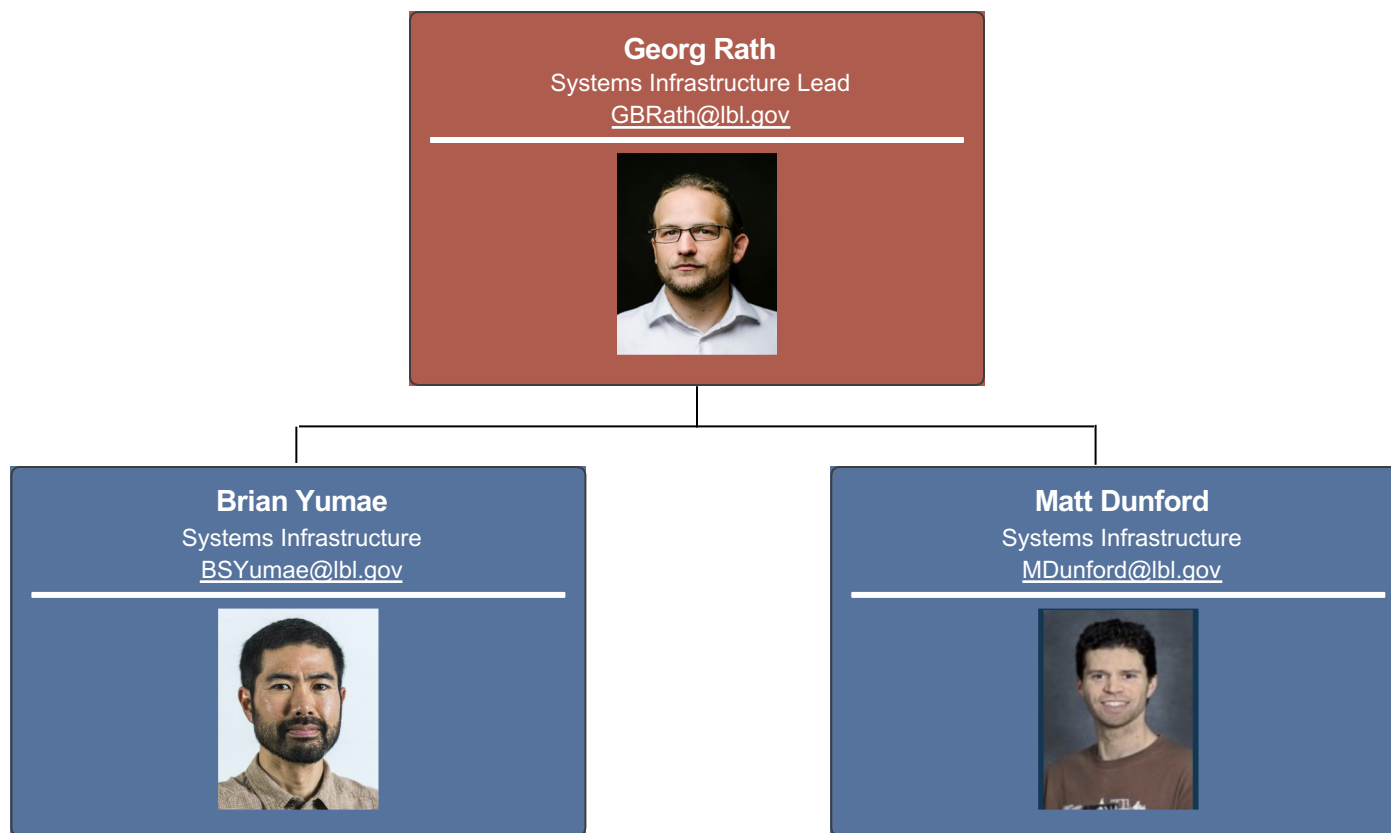 Georg Rath
Systems Infrastructure Lead
GBRath@lbl.gov
Brian Yumae
Systems Infrastructure
BSYumae@lbl.gov
Matt Dunford
Systems Infrastructure
MDunford@lbl.gov